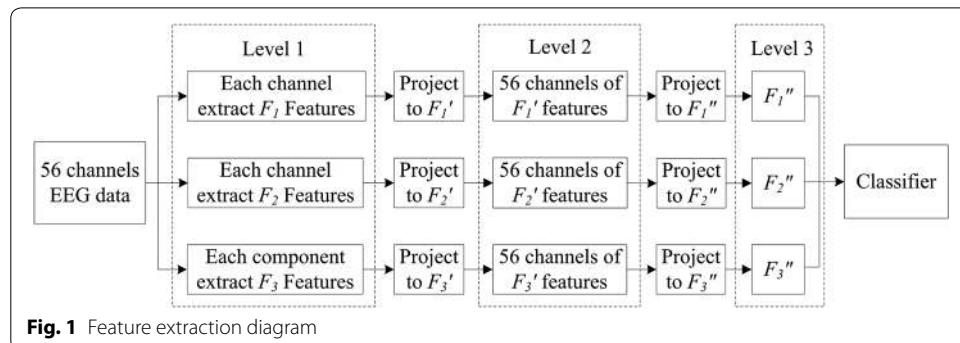 Level 1
Level 2
Level 3
56 channels
EEG data
Each channel
extract F₁ Features
Project
to F₁′
56 channels of
F₁′ features
Project
to F₁″
F₁″
Each channel
extract F₂ Features
Project
to F₂′
56 channels of
F₂′ features
Project
to F₂″
F₂″
Each component
extract F₃ Features
Project
to F₃′
56 channels of
F₃′ features
Project
to F₃″
F₃″
Classifier
Fig. 1 Feature extraction diagram